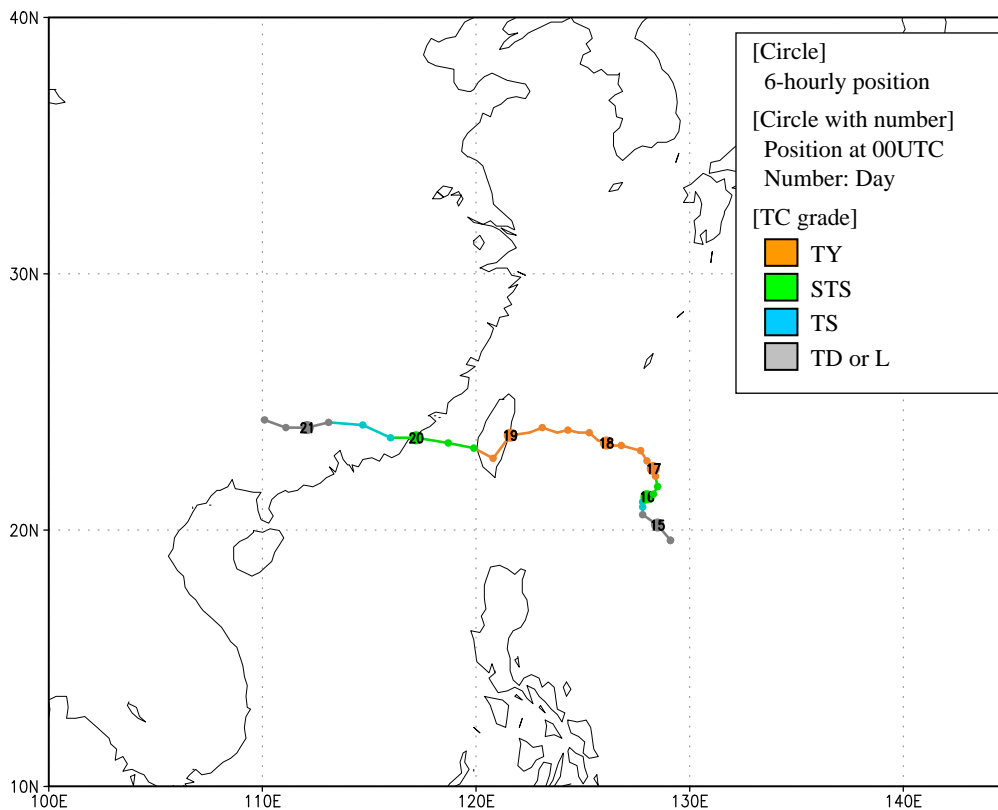 40N
[Circle]
6-hourly position
[Circle with number]
Position at 00UTC
Number: Day
[TC grade]
TY
STS
TS
TD or L
30N
21
20
19
18
17
16
15
20N
10N
100E
110E
120E
130E
140E